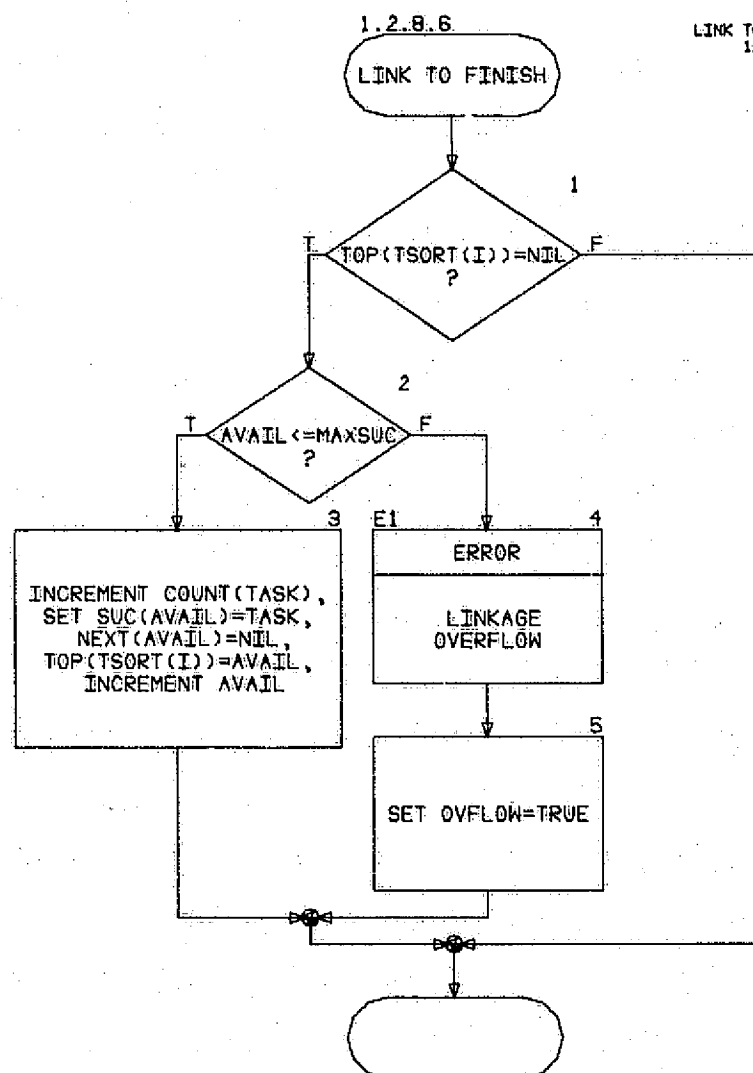 1.2.8.6
LINK TO FINISH
1
TOP(TSORT(I))=NIL
?
T
F
2
AVAIL<=MAXSUC
?
T
F
3
INCREMENT COUNT(TASK),
SET SUC(AVAIL)=TASK,
NEXT(AVAIL)=NIL,
TOP(TSORT(I))=AVAIL,
INCREMENT AVAIL
E1
4
ERROR
LINKAGE
OVERFLOW
5
SET OVFLOW=TRUE
LINK